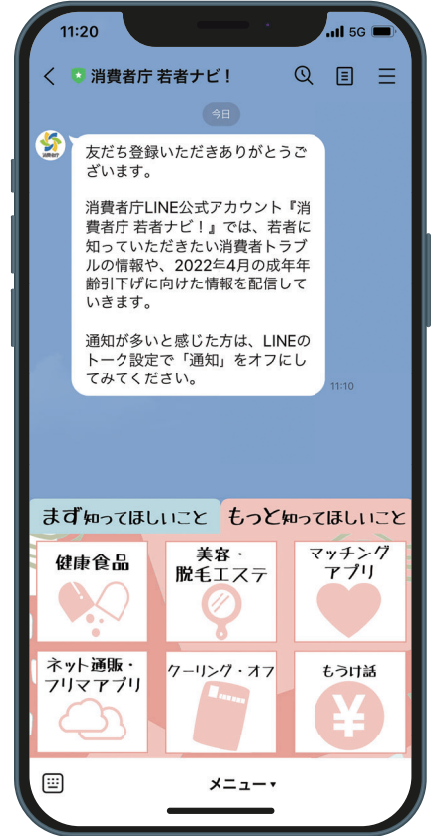 11:20
5G
消費者庁 若者ナビ！
今日
消費者庁
友だち登録いただきありがとうご
ざいます。
消費者庁LINE公式アカウント『消
費者庁 若者ナビ！』では、若者に
知っていただきたい消費者トラブ
ルの情報や、2022年4月の成年年
齢引下げに向けた情報を配信して
いきます。
通知が多いと感じた方は、LINEの
トーク設定で「通知」をオフにし
てみてください。
11:10
まず知ってほしいこと
もっと知ってほしいこと
健康食品
美容・
脱毛エステ
マッチング
アプリ
ネット通販・
フリマアプリ
クーリング・オフ
もうけ話
¥
メニュー▾